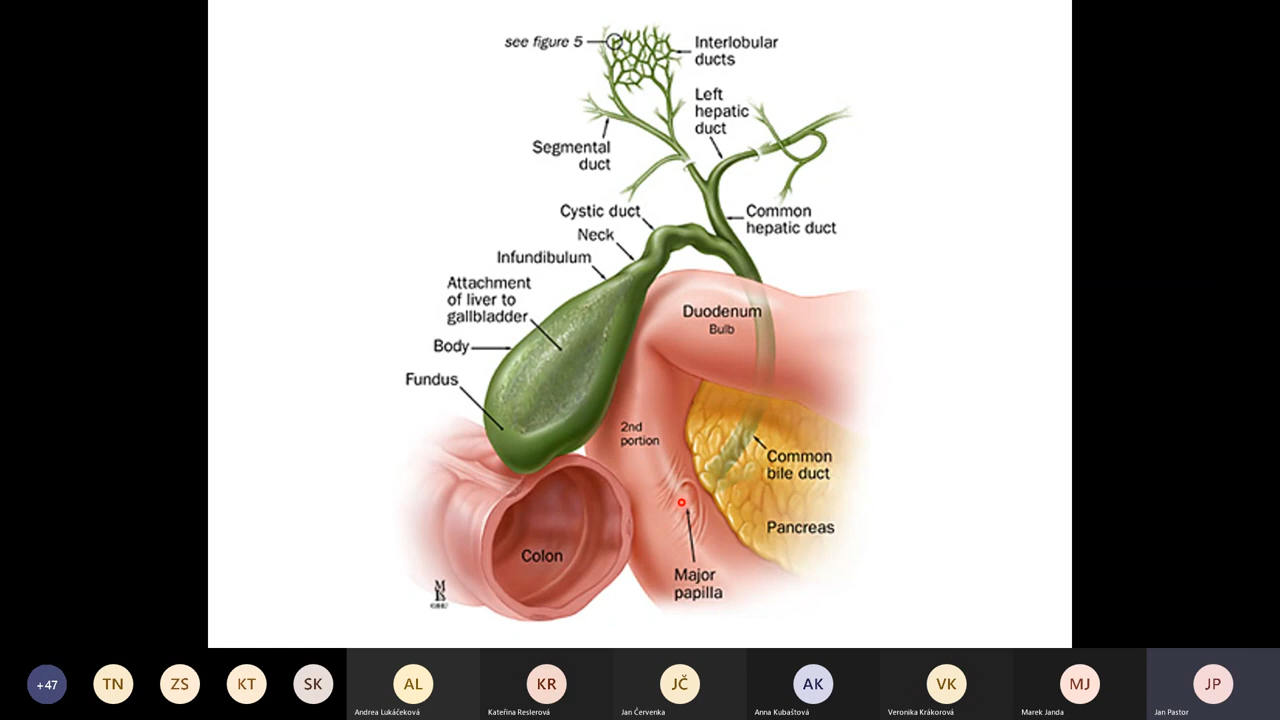 see figure 5
Interlobular
ducts
Left
hepatic
duct
Segmental
duct
Cystic duct
Neck
Infundibulum
Common
hepatic duct
Attachment
of liver to
gallbladder
Body
Fundus
Duodenum
Bulb
2nd
portion
Common
bile duct
Pancreas
Colon
Major
papilla
+47
TN
ZS
KT
SK
AL
KR
JČ
AK
VK
MJ
JP
Andrea Lukáčeková
Kateřina Reslerová
Jan Červenka
Anna Kubaštová
Veronika Krákorová
Marek Janda
Jan Pastor